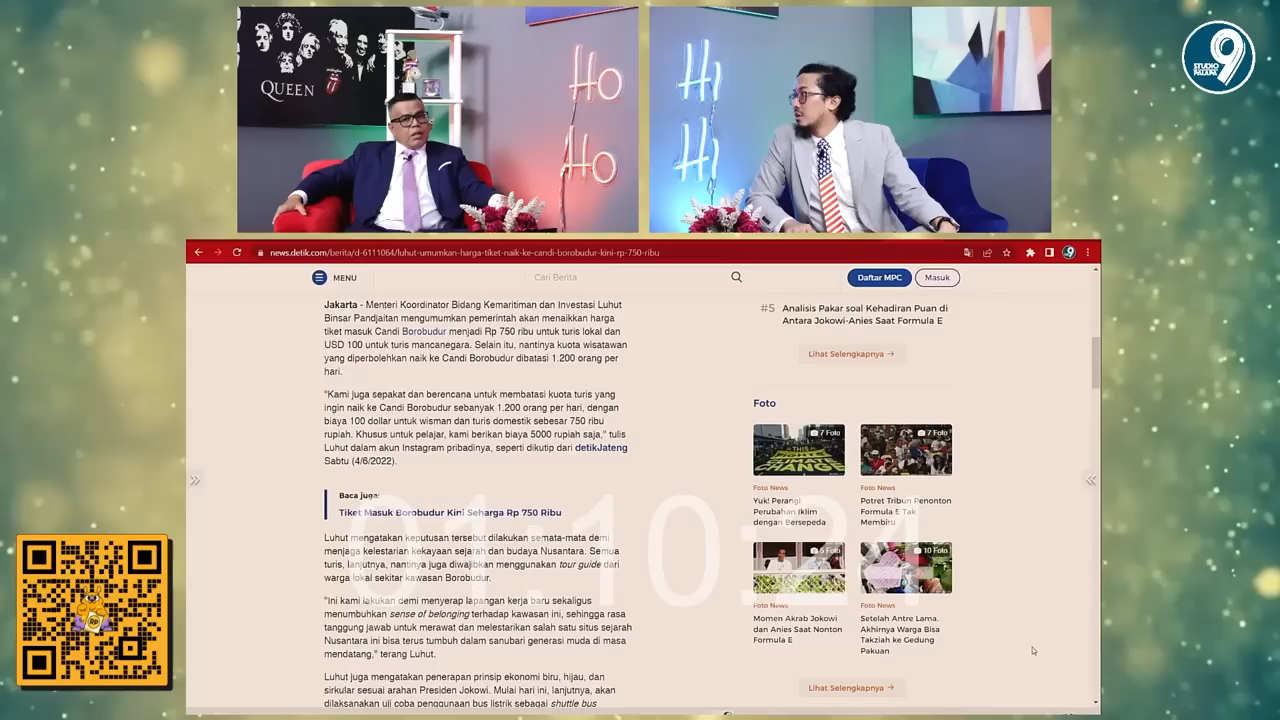 QUEEN
Ho
Ho
Hi
Hi
9
STUDIO
PALAPA
news.detik.com/berita/d-6111064/luhut-umumkan-harga-tiket-naik-ke-candi-borobudur-kini-rp-750-ribu
MENU
Cari Berita
Daftar MPC
Masuk
Jakarta - Menteri Koordinator Bidang Kemaritiman dan Investasi Luhut
Binsar Pandjaitan mengumumkan pemerintah akan menaikkan harga
tiket masuk Candi Borobudur menjadi Rp 750 ribu untuk turis lokal dan
USD 100 untuk turis mancanegara. Selain itu, nantinya kuota wisatawan
yang diperbolehkan naik ke Candi Borobudur dibatasi 1.200 orang per
hari.
"Kami juga sepakat dan berencana untuk membatasi kuota turis yang
ingin naik ke Candi Borobudur sebanyak 1.200 orang per hari, dengan
biaya 100 dollar untuk wisman dan turis domestik sebesar 750 ribu
rupiah. Khusus untuk pelajar, kami berikan biaya 5000 rupiah saja," tulis
Luhut dalam akun Instagram pribadinya, seperti dikutip dari detikJateng
Sabtu (4/6/2022).
Baca juga:
Tiket Masuk Borobudur Kini Seharga Rp 750 Ribu
Luhut mengatakan keputusan tersebut dilakukan semata-mata demi
menjaga kelestarian kekayaan sejarah dan budaya Nusantara. Semua
turis, lanjutnya, nantinya juga diwajibkan menggunakan tour guide dari
warga lokal sekitar kawasan Borobudur.
"Ini kami lakukan demi menyerap lapangan kerja baru sekaligus
menumbuhkan sense of belonging terhadap kawasan ini, sehingga rasa
tanggung jawab untuk merawat dan melestarikan salah satu situs sejarah
Nusantara ini bisa terus tumbuh dalam sanubari generasi muda di masa
mendatang," terang Luhut.
Luhut juga mengatakan penerapan prinsip ekonomi biru, hijau, dan
sirkular sesuai arahan Presiden Jokowi. Mulai hari ini, lanjutnya, akan
dilaksanakan uji coba penggunaan bus listrik sebagai shuttle bus
#5 Analisis Pakar soal Kehadiran Puan di
Antara Jokowi-Anies Saat Formula E
Lihat Selengkapnya
Foto
7 Foto
THIS IS
CLIMATE
CHANGE
Foto News
Yuk! Perangi
Perubahan Iklim
dengan Bersepeda
7 Foto
Foto News
Potret Tribun Penonton
Formula E Tak
Membiru
6 Foto
Foto News
Momen Akrab Jokowi
dan Anies Saat Nonton
Formula E
10 Foto
Foto News
Setelah Antre Lama,
Akhirnya Warga Bisa
Takziah ke Gedung
Pakuan
Lihat Selengkapnya
01:10:21
Rp